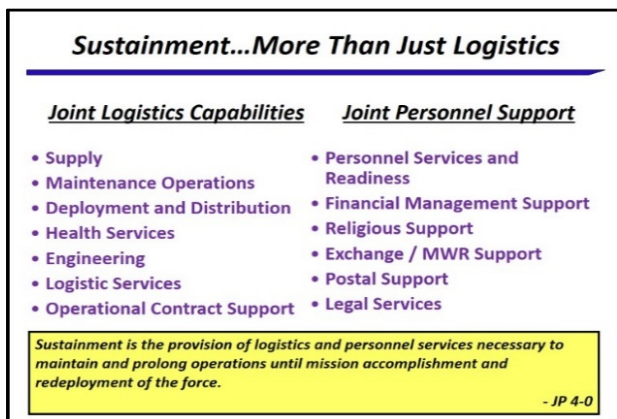 Sustainment...More Than Just Logistics
Joint Logistics Capabilities
• Supply
• Maintenance Operations
• Deployment and Distribution
• Health Services
• Engineering
• Logistic Services
• Operational Contract Support
Joint Personnel Support
• Personnel Services and
Readiness
• Financial Management Support
• Religious Support
• Exchange / MWR Support
• Postal Support
• Legal Services
Sustainment is the provision of logistics and personnel services necessary to
maintain and prolong operations until mission accomplishment and
redeployment of the force.
- JP 4-0